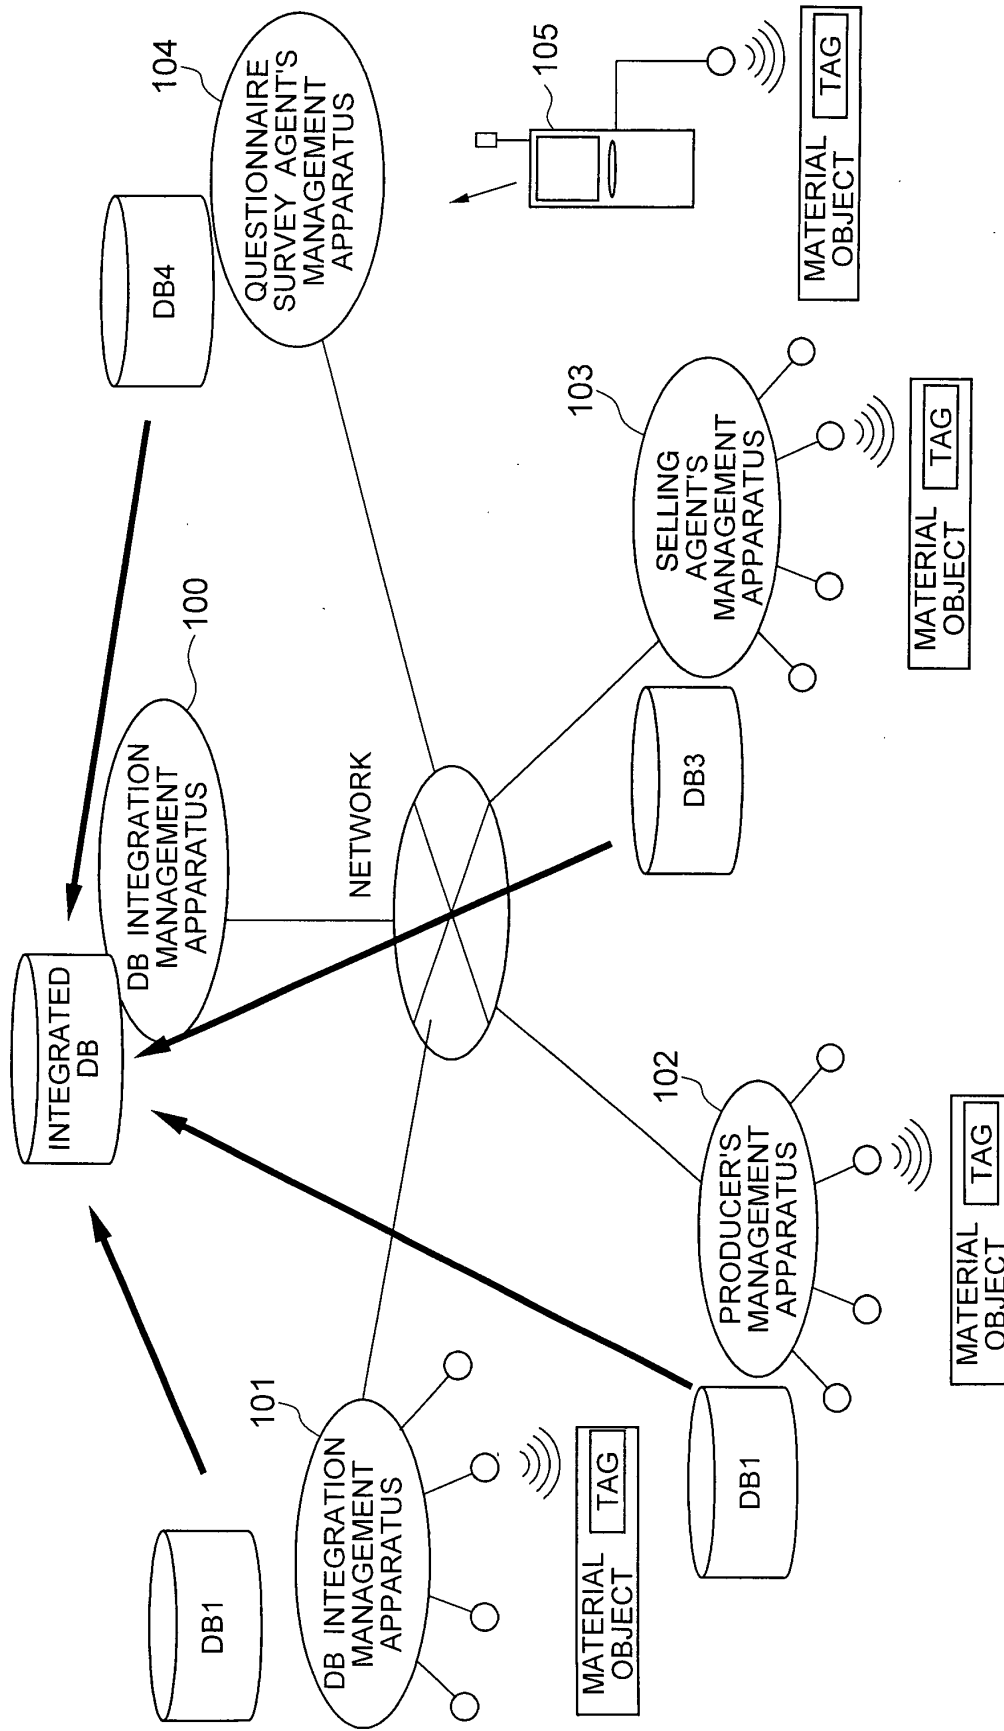 INTEGRATED
DB
DB INTEGRATION
MANAGEMENT
APPARATUS
100
DB4
104
QUESTIONNAIRE
SURVEY AGENT'S
MANAGEMENT
APPARATUS
NETWORK
DB1
101
DB INTEGRATION
MANAGEMENT
APPARATUS
MATERIAL
OBJECT
TAG
DB1
102
PRODUCER'S
MANAGEMENT
APPARATUS
MATERIAL
OBJECT
TAG
DB3
103
SELLING
AGENT'S
MANAGEMENT
APPARATUS
MATERIAL
OBJECT
TAG
105
MATERIAL
OBJECT
TAG